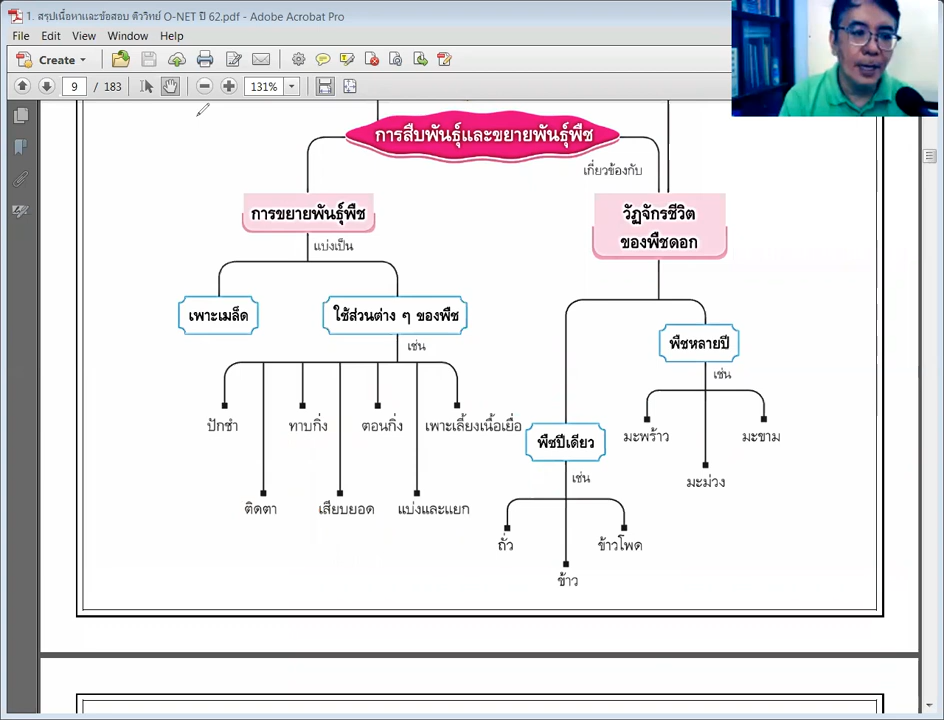 1. สรุปเนื้อหาและข้อสอบ ติววิทย์ O-NET ปี 62.pdf - Adobe Acrobat Pro
File Edit View Window Help
Create
9 / 183 131%
การสืบพันธุ์และขยายพันธุ์พืช
เกี่ยวข้องกับ
การขยายพันธุ์พืช
วัฏจักรชีวิต
ของพืชดอก
แบ่งเป็น
เพาะเมล็ด
ใช้ส่วนต่าง ๆ ของพืช
เช่น
ปักชำ
ทาบกิ่ง
ตอนกิ่ง
เพาะเลี้ยงเนื้อเยื่อ
ติดตา
เสียบยอด
แบ่งและแยก
พืชหลายปี
เช่น
มะพร้าว
มะขาม
มะม่วง
พืชปีเดียว
เช่น
ถั่ว
ข้าวโพด
ข้าว